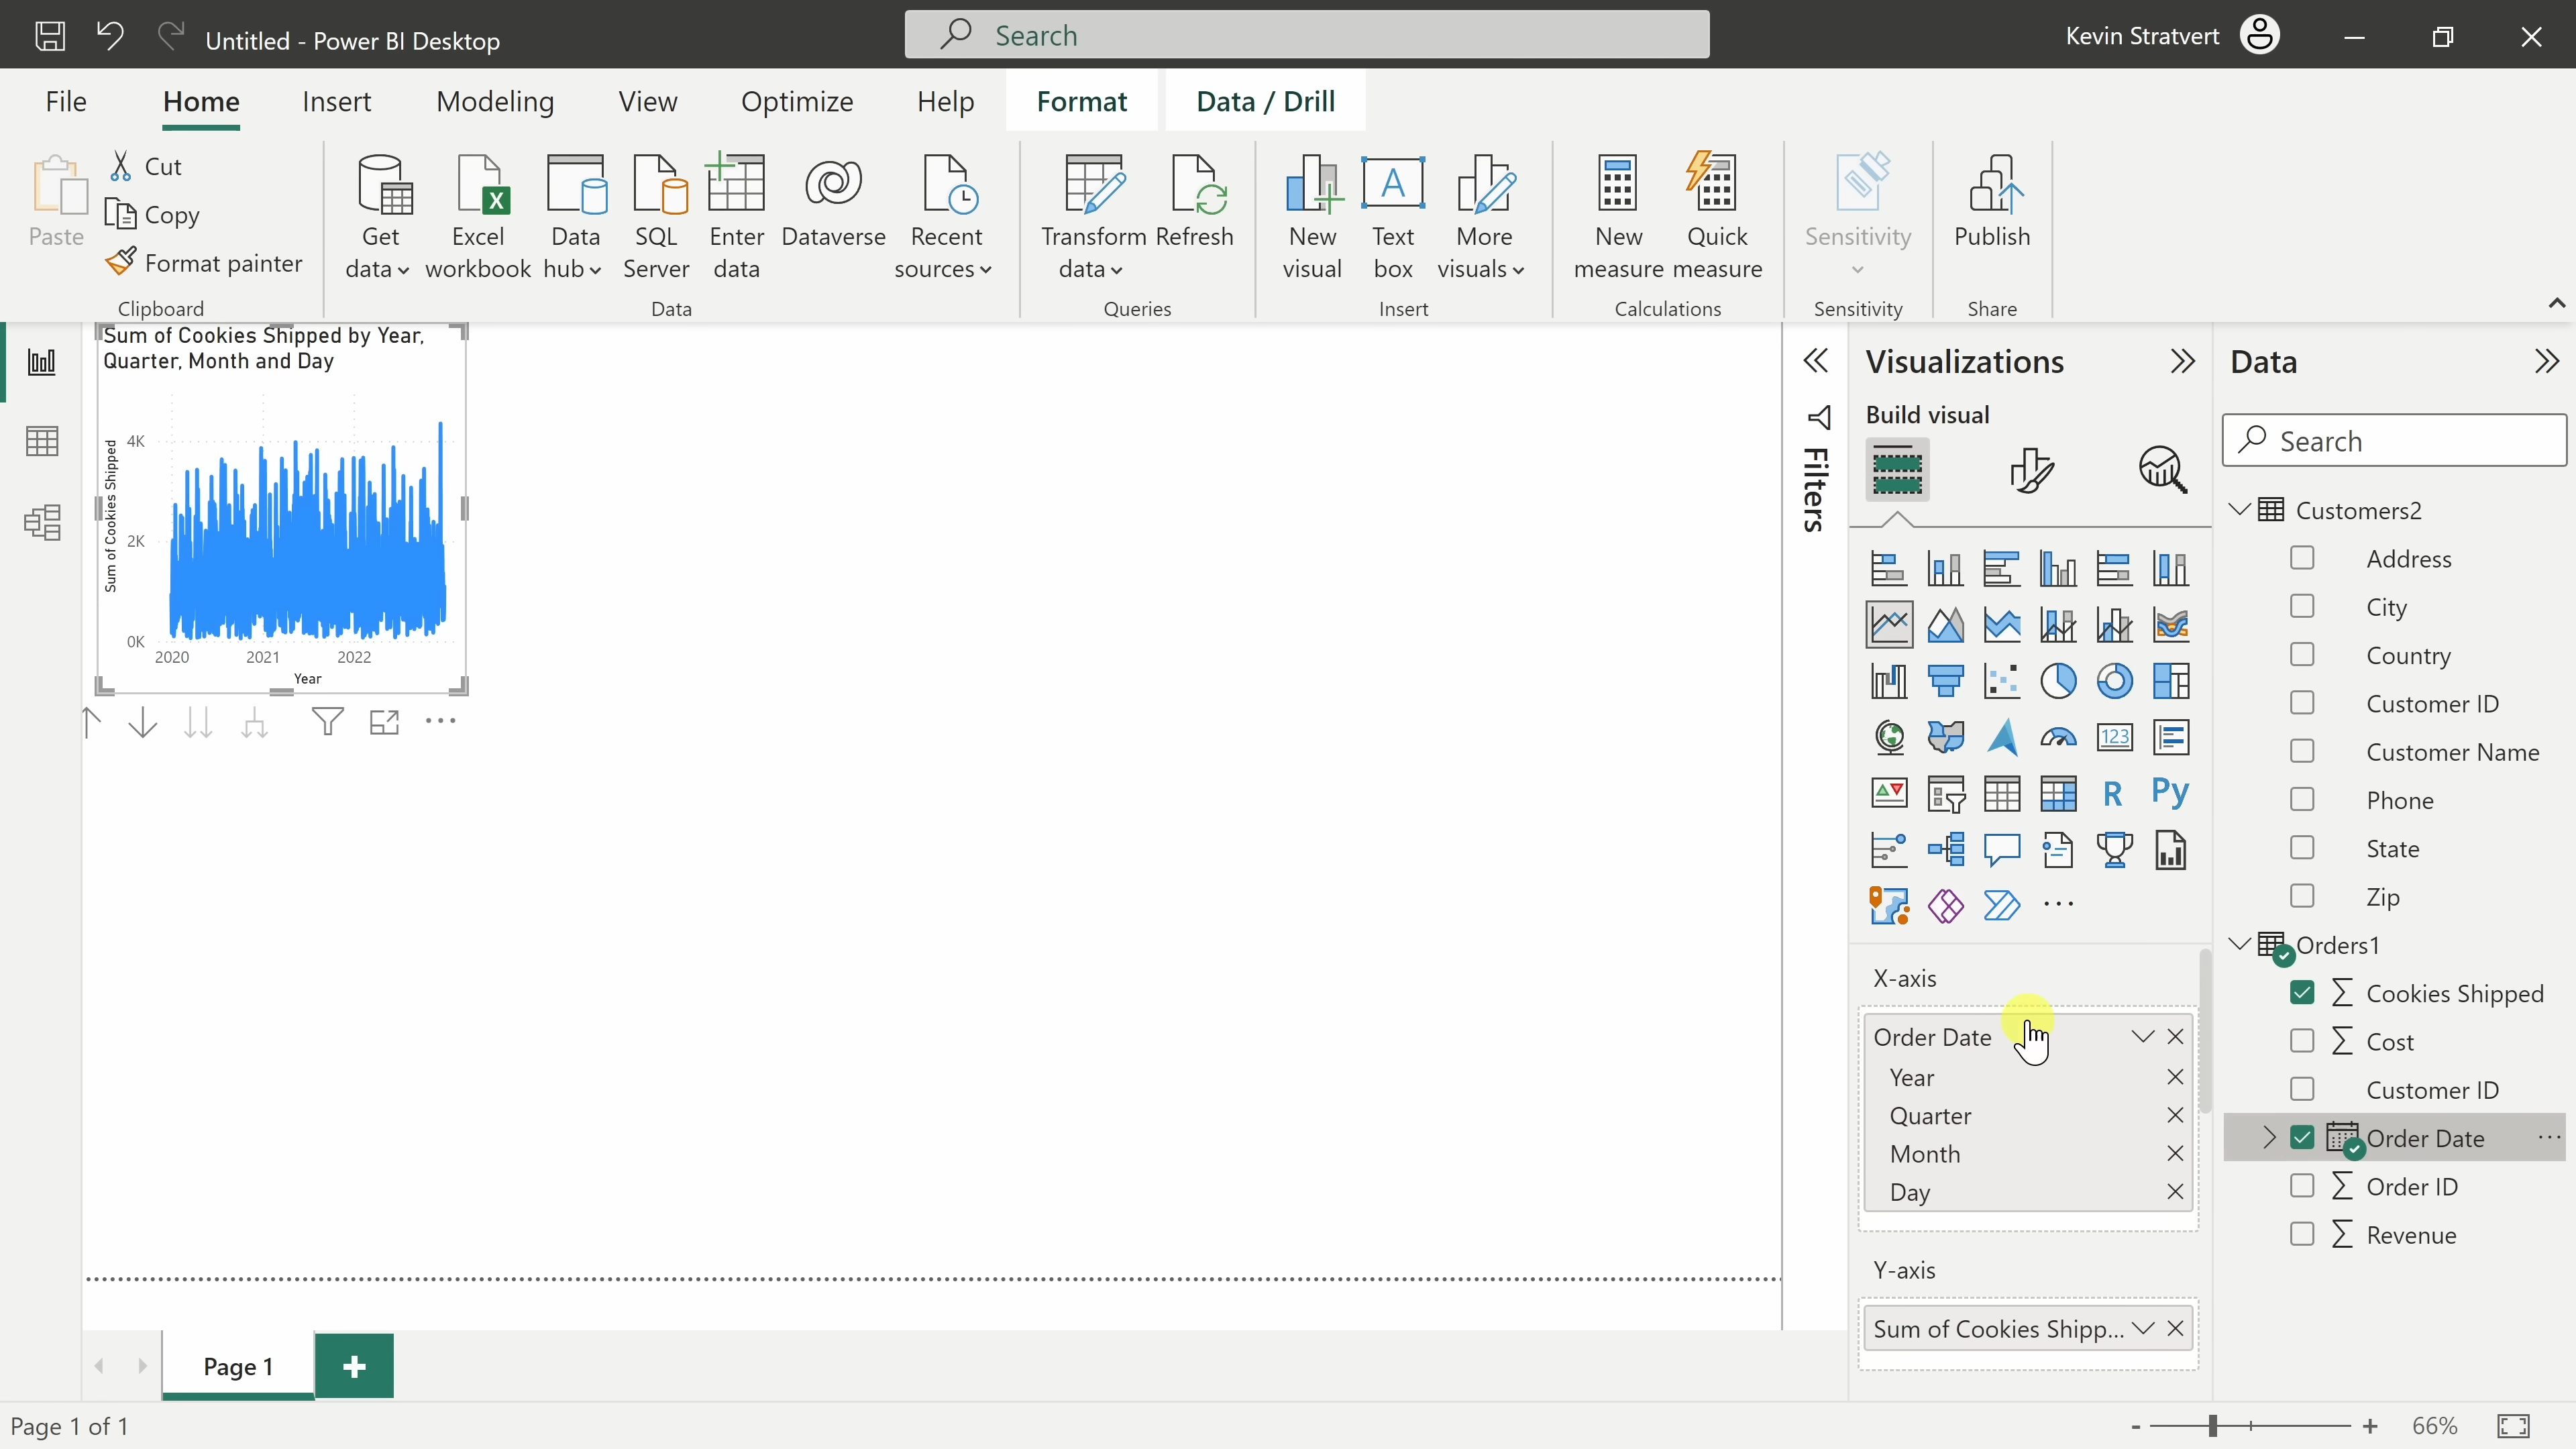 Untitled - Power BI Desktop
Search
Kevin Stratvert
File
Home
Insert
Modeling
View
Optimize
Help
Format
Data / Drill
Paste
Cut
Copy
Format painter
Clipboard
Get
data
Excel
workbook
X
Data
hub
SQL
Server
Enter
data
Dataverse
Recent
sources
Data
Transform
data
Refresh
Queries
New
visual
A
Text
box
More
visuals
Insert
New
measure
Quick
measure
Calculations
Sensitivity
Sensitivity
Publish
Share
Sum of Cookies Shipped by Year,
Quarter, Month and Day
Sum of Cookies Shipped
4K
2K
0K
2020
2021
2022
Year
Filters
Visualizations
Build visual
123
R
Py
X-axis
Order Date
Year
Quarter
Month
Day
Y-axis
Sum of Cookies Shipp...
Data
Search
Customers2
Address
City
Country
Customer ID
Customer Name
Phone
State
Zip
Orders1
Σ Cookies Shipped
Σ Cost
Customer ID
Order Date
Σ Order ID
Σ Revenue
Page 1
+
Page 1 of 1
- + 66%